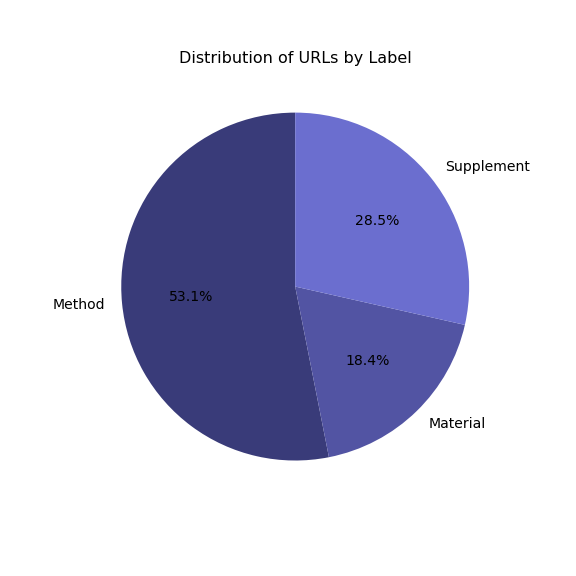 Distribution of URLs by Label
Supplement
28.5%
53.1%
Method
18.4%
Material